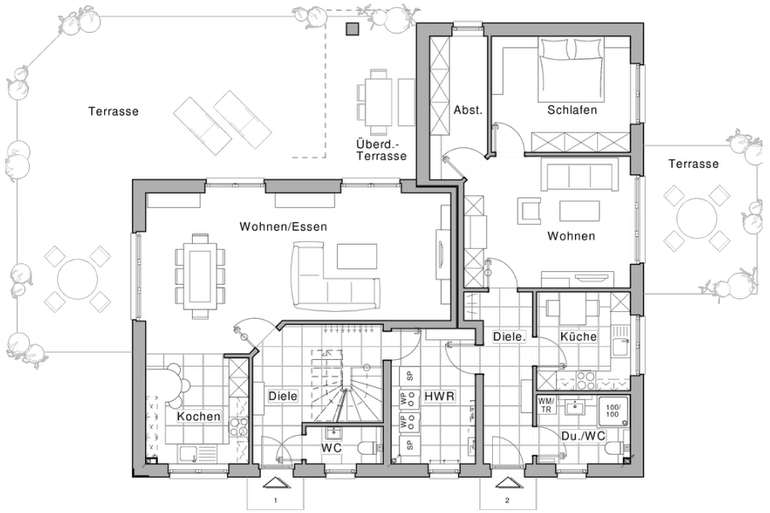 Terrasse
Abst.
Schlafen
Überd.-
Terrasse
Terrasse
Wohnen/Essen
Wohnen
Diele.
Küche
Kochen
Diele
SP
WP
WP
SP
HWR
WM/
TR
100/
100
Du./WC
WC
1
2